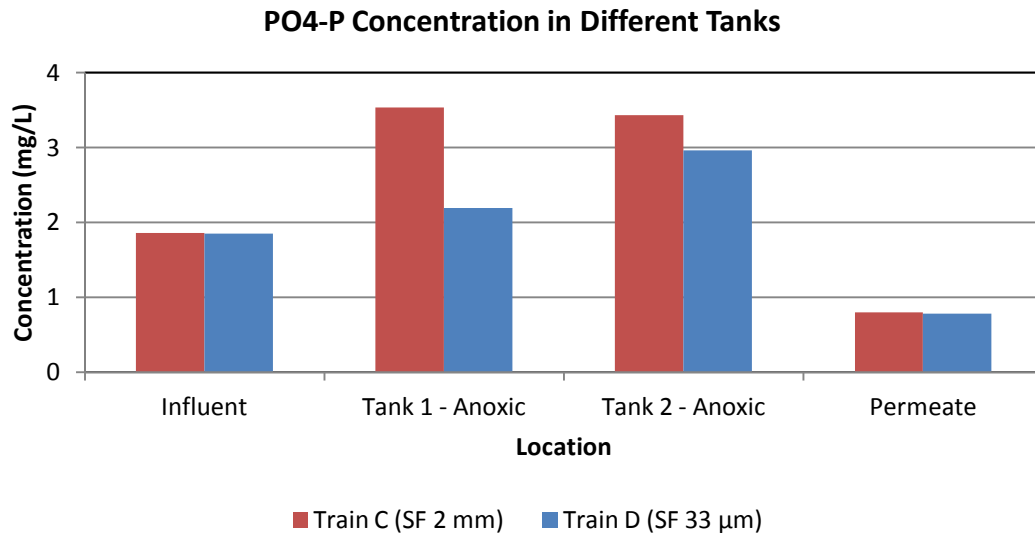 PO4-P Concentration in Different Tanks
Concentration (mg/L)
4
3
2
1
0
Influent
Tank 1 - Anoxic
Tank 2 - Anoxic
Permeate
Location
Train C (SF 2 mm)
Train D (SF 33 µm)